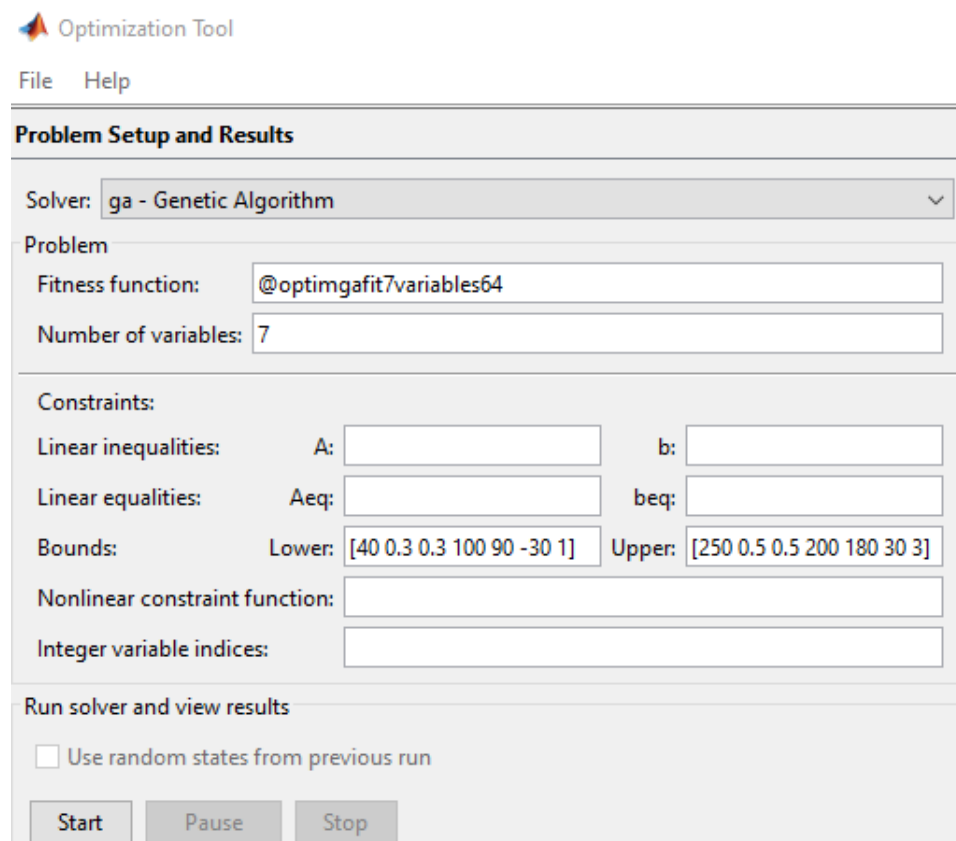 Optimization Tool
File Help
Problem Setup and Results
Solver: ga - Genetic Algorithm
Problem
Fitness function: @optimgafit7variables64
Number of variables: 7
Constraints:
Linear inequalities: A: b:
Linear equalities: Aeq: beq:
Bounds: Lower: [40 0.3 0.3 100 90 -30 1] Upper: [250 0.5 0.5 200 180 30 3]
Nonlinear constraint function:
Integer variable indices:
Run solver and view results
Use random states from previous run
Start Pause Stop